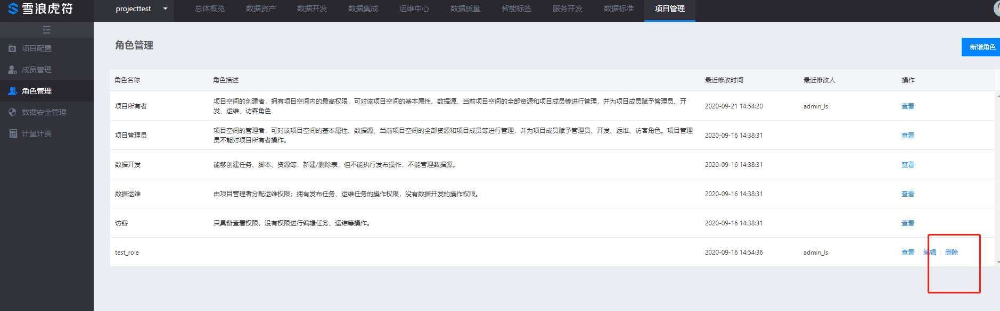 雪浪虎符
projecttest
总体概览 数据资产 数据开发 数据集成 运维中心 数据质量 智能标签 服务开发 数据标准 项目管理
项目配置
成员管理
角色管理
数据安全管理
计量计费
角色管理
新增角色
角色名称 角色描述 最近修改时间 最近修改人 操作
项目所有者 项目空间的创建者，拥有项目空间内的最高权限，可对该项目空间的基本属性、数据源、当前项目空间的全部资源和项目成员等进行管理，并为项目成员赋予管理员、开
发、运维、访客角色 2020-09-21 14:54:20 admin_ls 查看
项目管理员 项目空间的管理者，可对该项目空间的基本属性、数据源、当前项目空间的全部资源和项目成员等进行管理，并为项目成员赋予管理员、开发、运维、访客角色。项目管理
员不能对项目所有者操作。 2020-09-16 14:38:31 查看
数据开发 能够创建任务、脚本、资源等，新建/删除表，但不能执行发布操作，不能管理数据源。 2020-09-16 14:38:31 查看
数据运维 由项目管理者分配运维权限；拥有发布任务、运维任务的操作权限，没有数据开发的操作权限。 2020-09-16 14:38:31 查看
访客 只具备查看权限，没有权限进行编辑任务、运维等操作。 2020-09-16 14:38:31 查看
test_role 2020-09-16 14:54:36 admin_ls 查看 编辑 删除